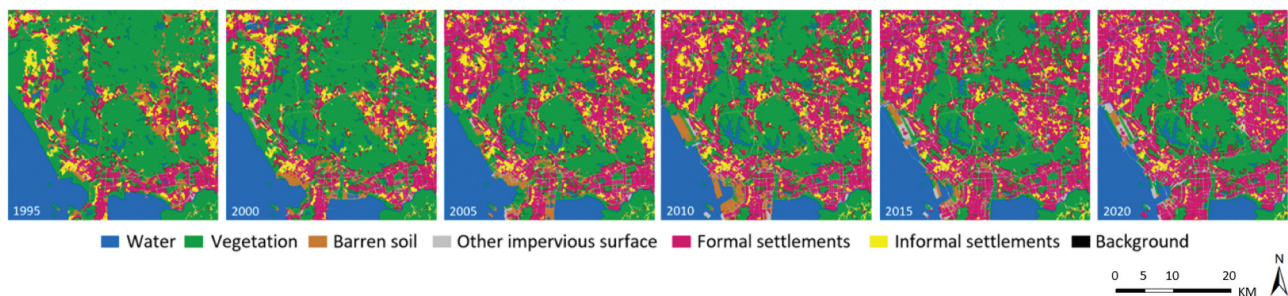 1995 2000 2005 2010 2015 2020
Water Vegetation Barren soil Other impervious surface Formal settlements Informal settlements Background
N
0 5 10 20
KM